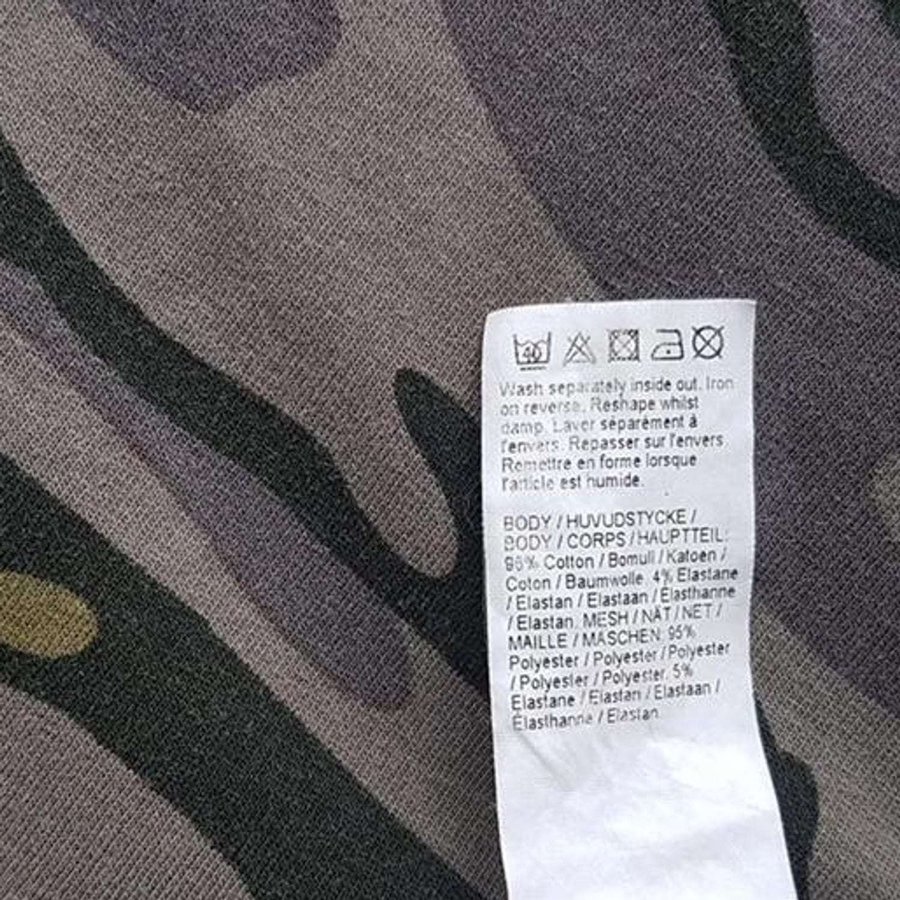 40
Wash separately inside out. Iron
on reverse. Reshape whilst
damp. Laver séparément à
l'envers. Repasser sur l'envers.
Remettre en forme lorsque
l'article est humide.
BODY / HUVUDSTYCKE /
BODY / CORPS / HAUPTTEIL:
96% Cotton / Bomull / Katoen /
Coton / Baumwolle. 4% Elastane
/ Elastan / Elastaan / Élasthanne
/ Elastan. MESH / NÄT / NET /
MAILLE / MASCHEN: 95%
Polyester / Polyester / Polyester
/ Polyester / Polyester. 5%
Elastane / Elastan / Elastaan /
Élasthanne / Elastan.